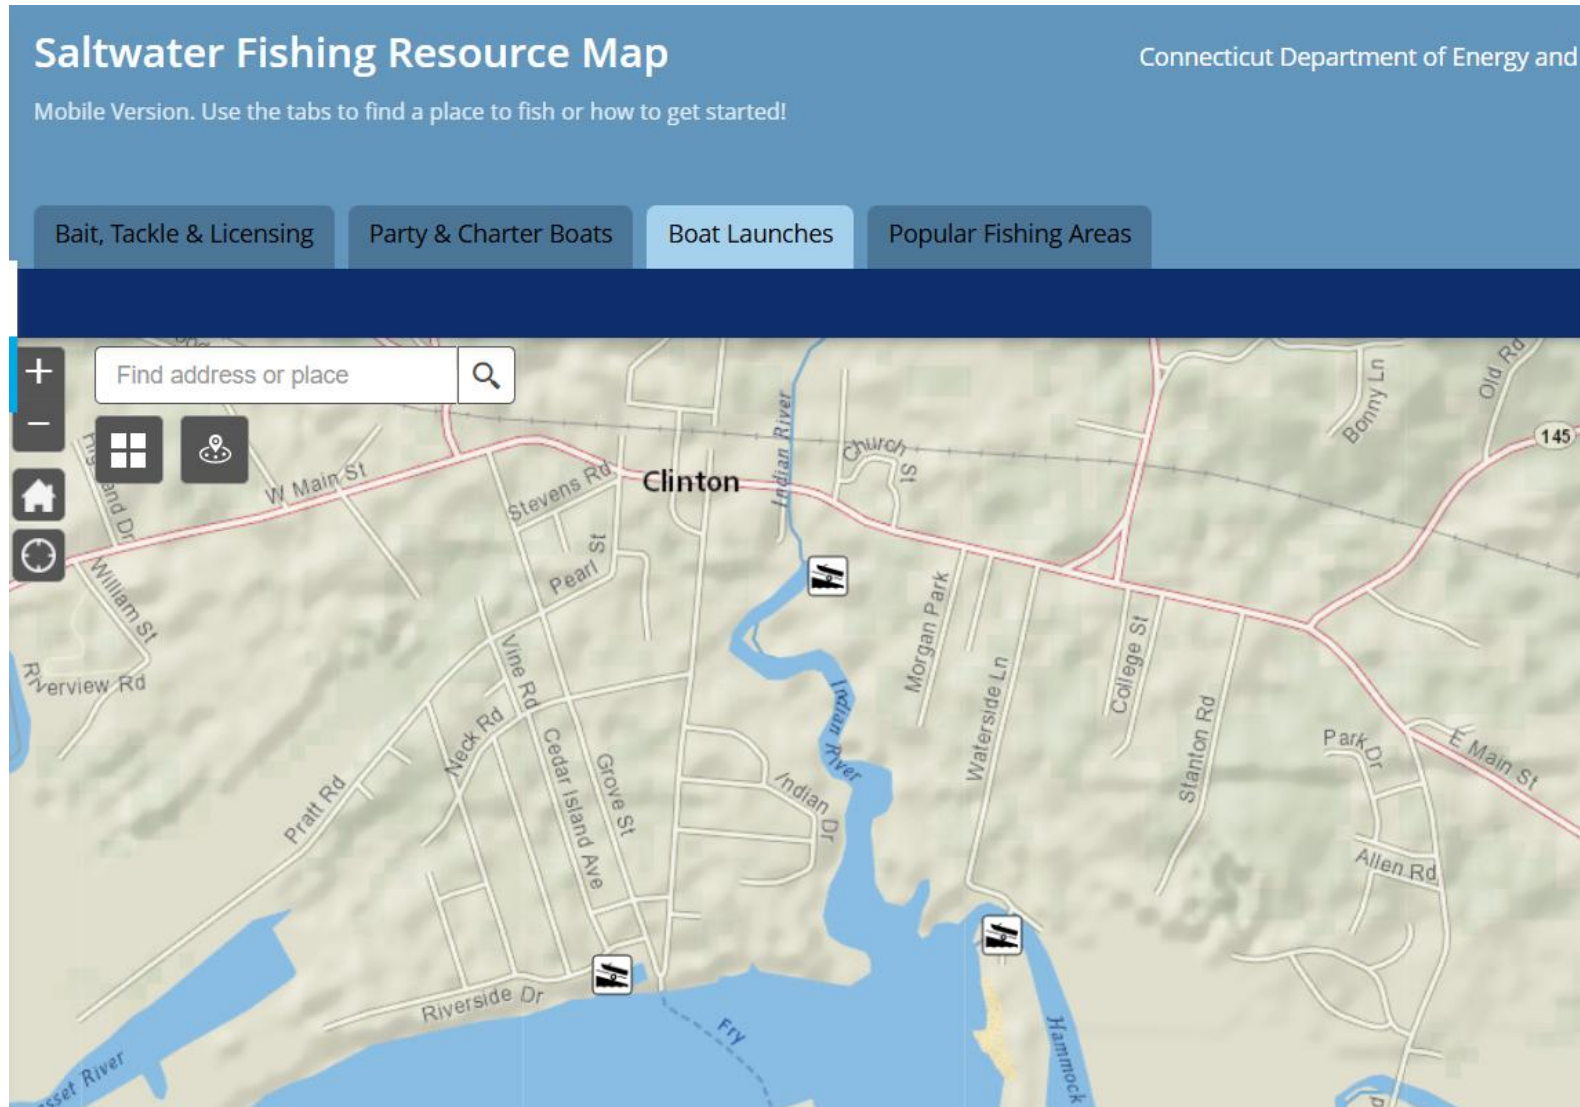 Saltwater Fishing Resource Map
Connecticut Department of Energy and
Mobile Version. Use the tabs to find a place to fish or how to get started!
Bait, Tackle & Licensing
Party & Charter Boats
Boat Launches
Popular Fishing Areas
+
Find address or place
−
Bonny Ln
Old Rd
145
Indian River
Church St
W Main St
Clinton
Stevens Rd
Pearl St
William St
Riverview Rd
Vine Rd
Neck Rd
Pratt Rd
Cedar Island Ave
Grove St
Indian Dr
Indian River
Morgan Park
Waterside Ln
College St
Stanton Rd
Park Dr
E Main St
Allen Rd
Riverside Dr
Fry
Hammock
River